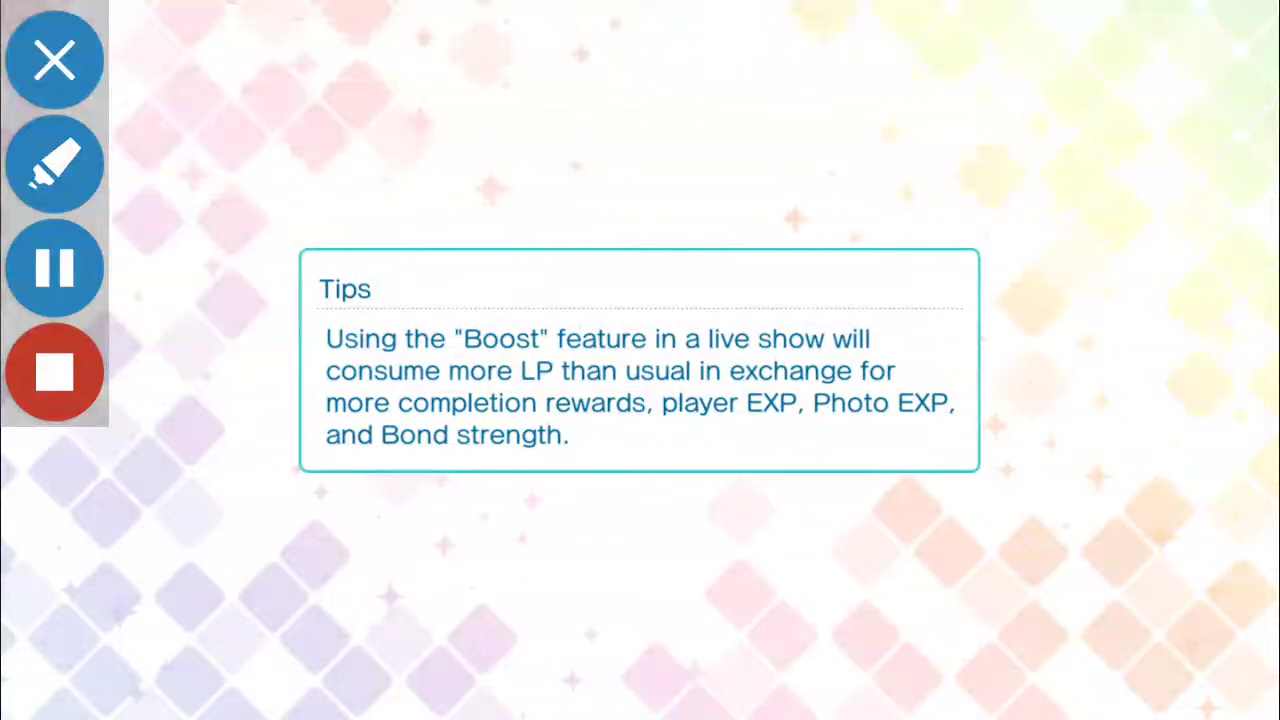 Tips
Using the "Boost" feature in a live show will
consume more LP than usual in exchange for
more completion rewards, player EXP, Photo EXP,
and Bond strength.